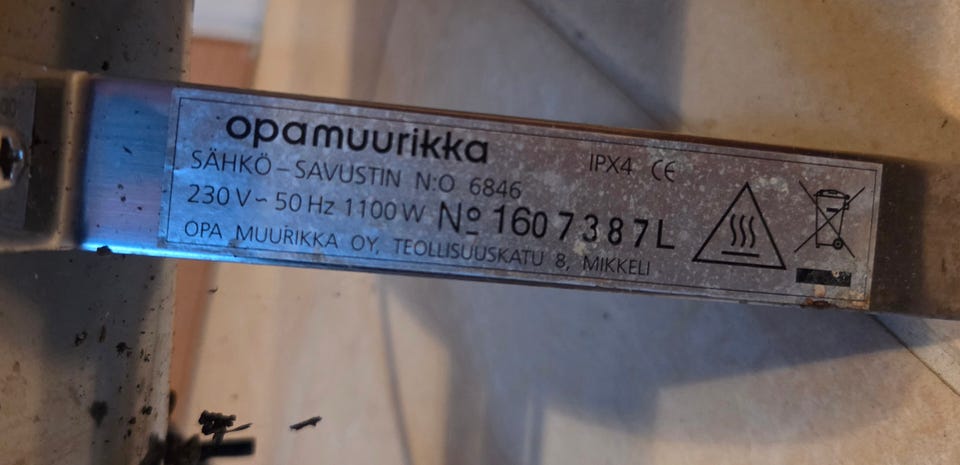 opamuurikka
IPX4 CE
SÄHKÖ - SAVUSTIN N:O 6846
230 V ~ 50 Hz 1100 W Nº 1607387L
OPA MUURIKKA OY, TEOLLISUUSKATU 8, MIKKELI